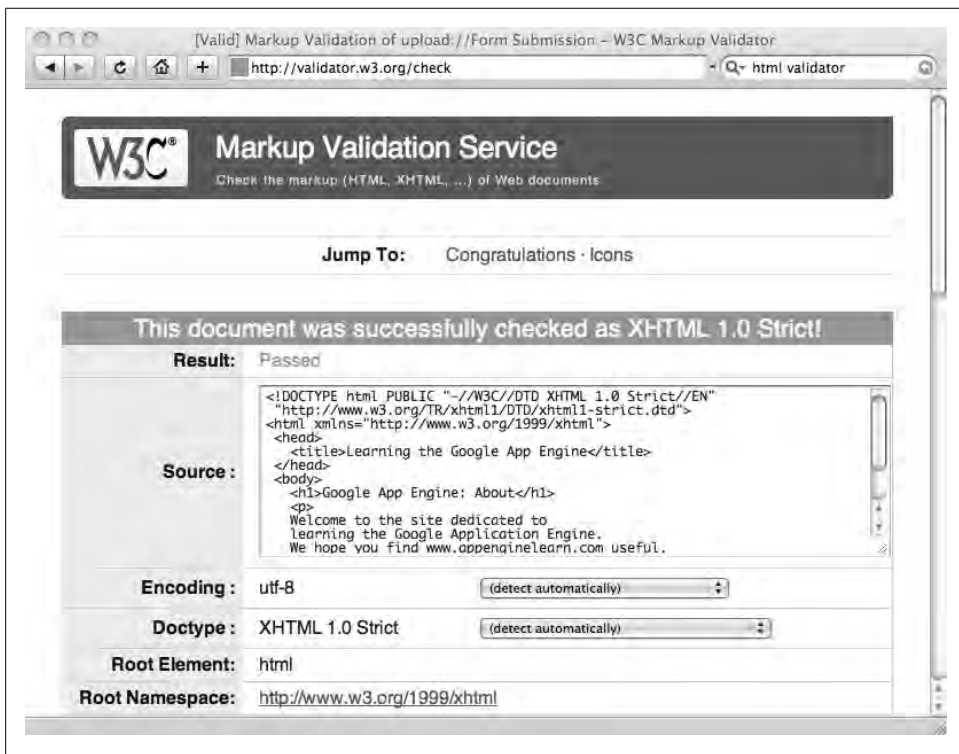 [Valid] Markup Validation of upload://Form Submission – W3C Markup Validator
http://validator.w3.org/check
html validator
W3C®
Markup Validation Service
Check the markup (HTML, XHTML, ...) of Web documents
Jump To: Congratulations · Icons
This document was successfully checked as XHTML 1.0 Strict!
Result: Passed
Source :
<!DOCTYPE html PUBLIC "-//W3C//DTD XHTML 1.0 Strict//EN"
"http://www.w3.org/TR/xhtml1/DTD/xhtml1-strict.dtd">
<html xmlns="http://www.w3.org/1999/xhtml">
<head>
<title>Learning the Google App Engine</title>
</head>
<body>
<h1>Google App Engine: About</h1>
<p>
Welcome to the site dedicated to
learning the Google Application Engine.
We hope you find www.appenginelearn.com useful.
Encoding : utf-8 (detect automatically)
Doctype : XHTML 1.0 Strict (detect automatically)
Root Element: html
Root Namespace: http://www.w3.org/1999/xhtml